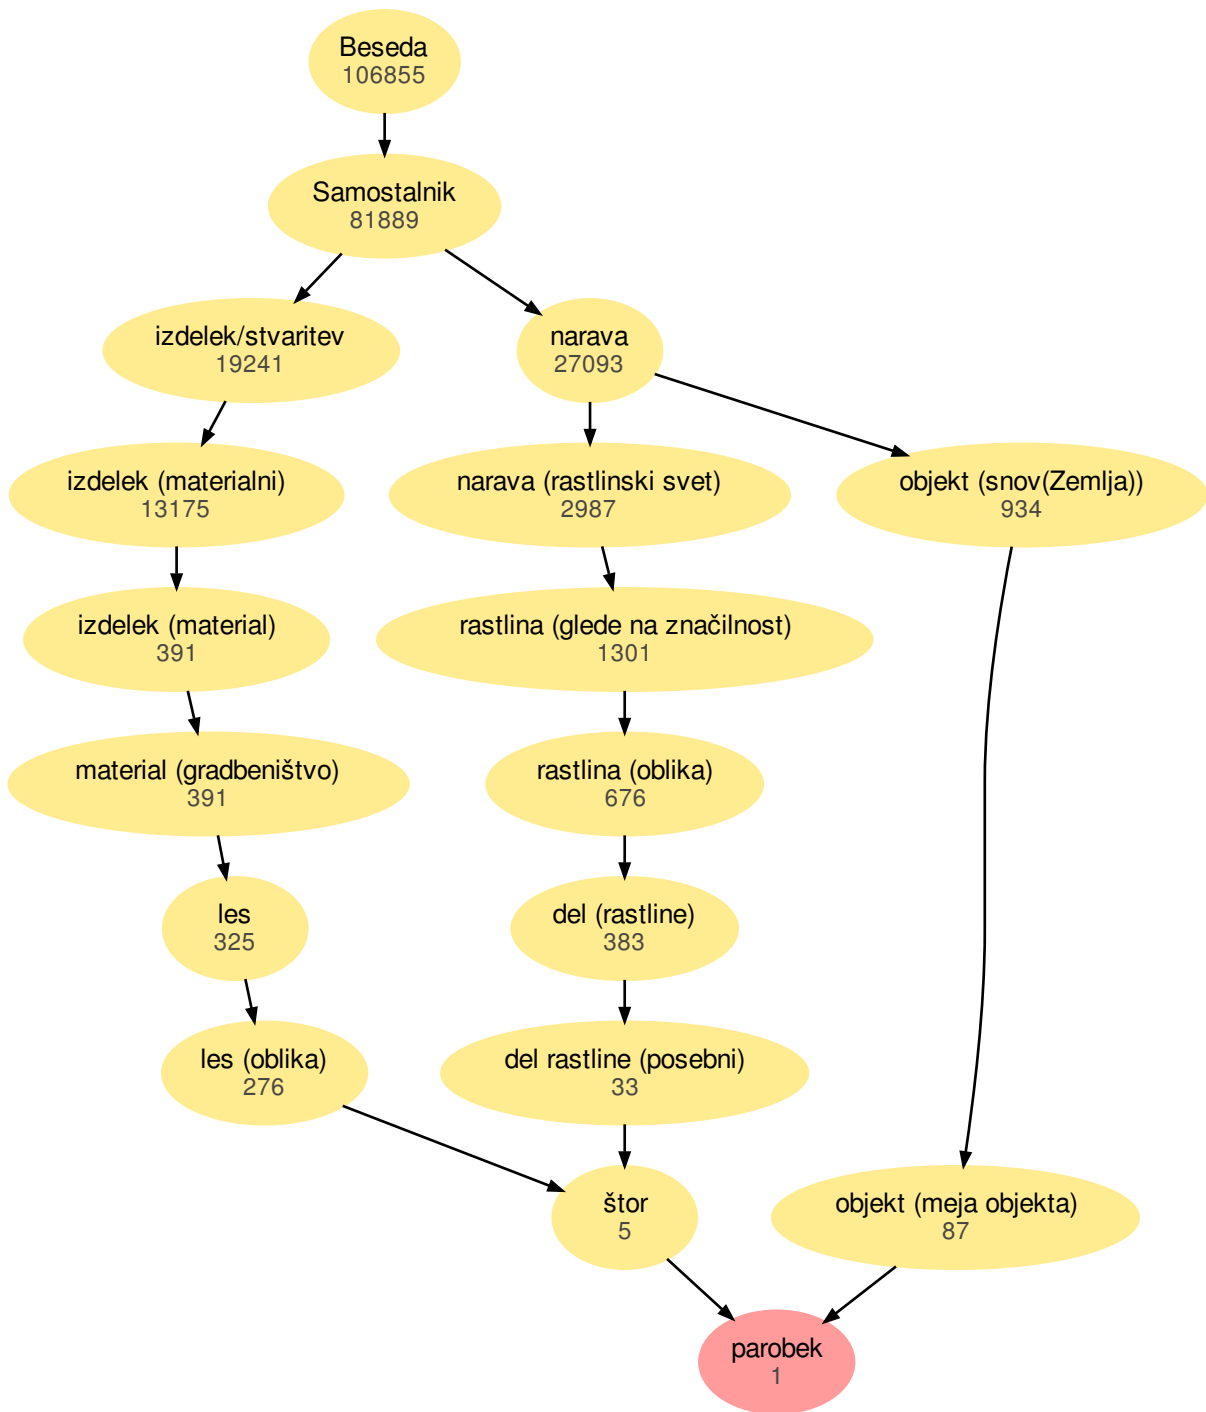 Beseda
106855
Samostalnik
81889
izdelek/stvaritev
19241
narava
27093
izdelek (materialni)
13175
narava (rastlinski svet)
2987
objekt (snov(Zemlja))
934
izdelek (material)
391
rastlina (glede na značilnost)
1301
material (gradbeništvo)
391
rastlina (oblika)
676
les
325
del (rastline)
383
les (oblika)
276
del rastline (posebni)
33
štor
5
objekt (meja objekta)
87
parobek
1